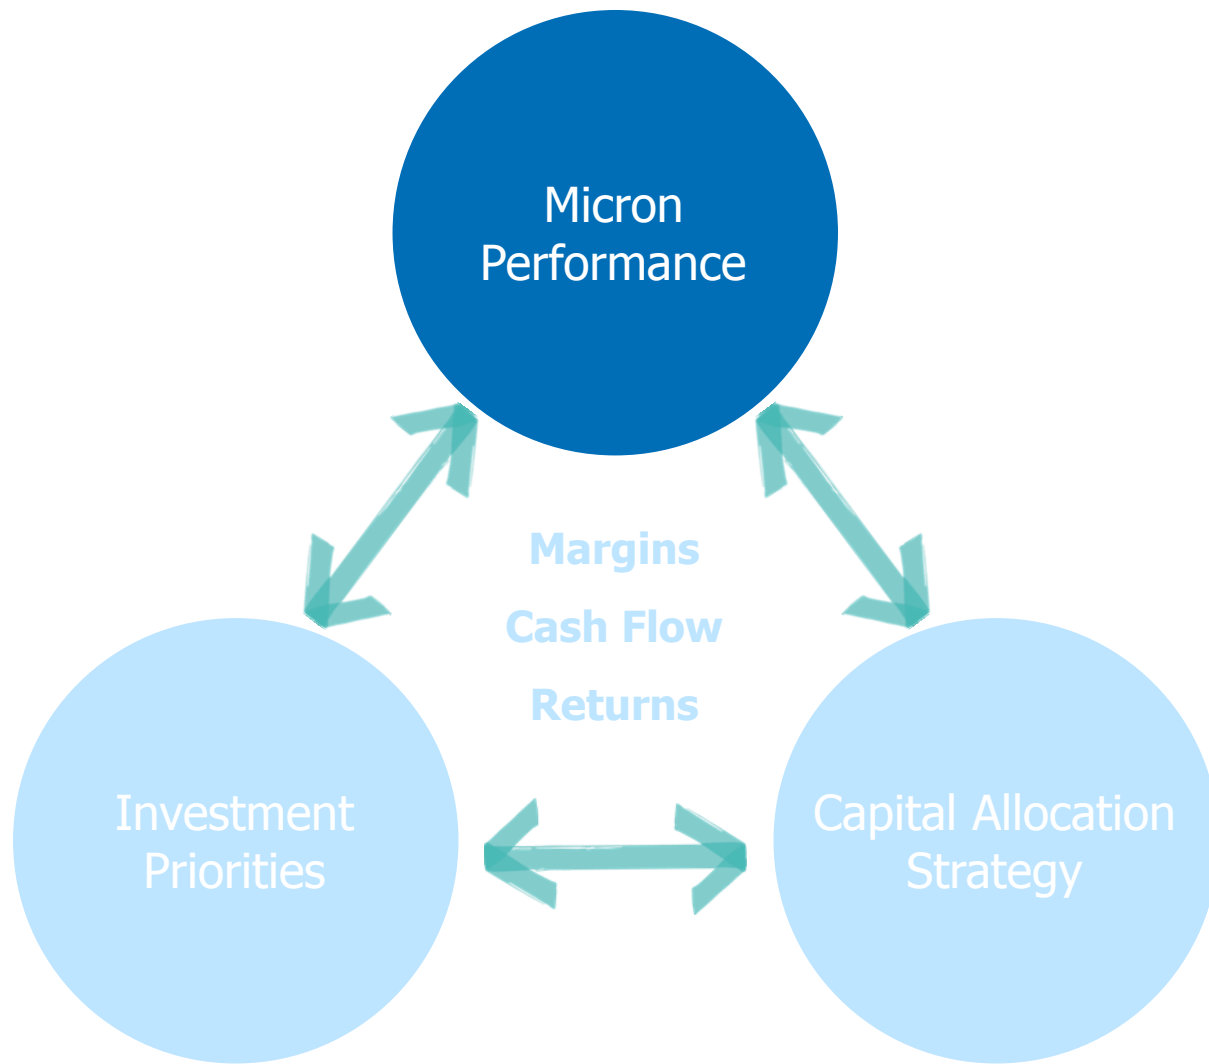 Micron
Performance
Margins
Cash Flow
Returns
Investment
Priorities
Capital Allocation
Strategy